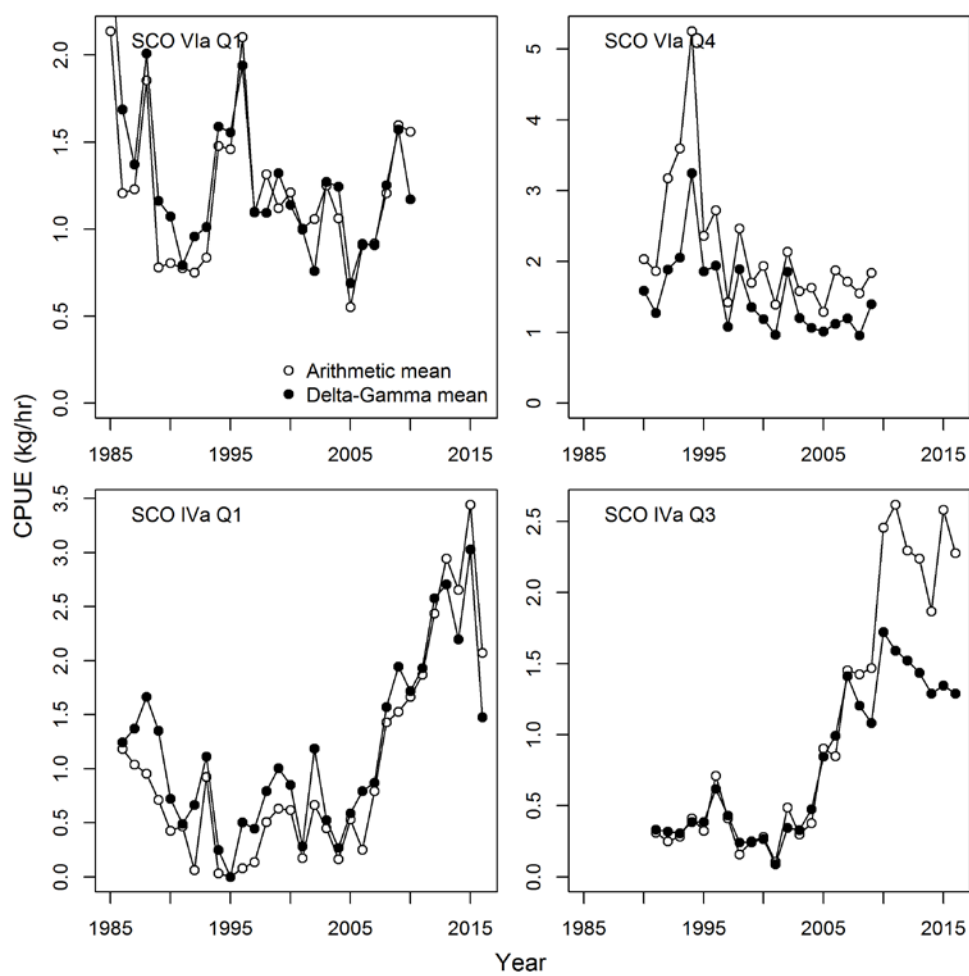 SCO VIa Q1
0.0 0.5 1.0 1.5 2.0
Arithmetic mean
Delta-Gamma mean
1985 1995 2005 2015
SCO VIa Q4
0 1 2 3 4 5
1985 1995 2005 2015
CPUE (kg/hr)
SCO IVa Q1
0.0 0.5 1.0 1.5 2.0 2.5 3.0 3.5
1985 1995 2005 2015
SCO IVa Q3
0.0 0.5 1.0 1.5 2.0 2.5
1985 1995 2005 2015
Year